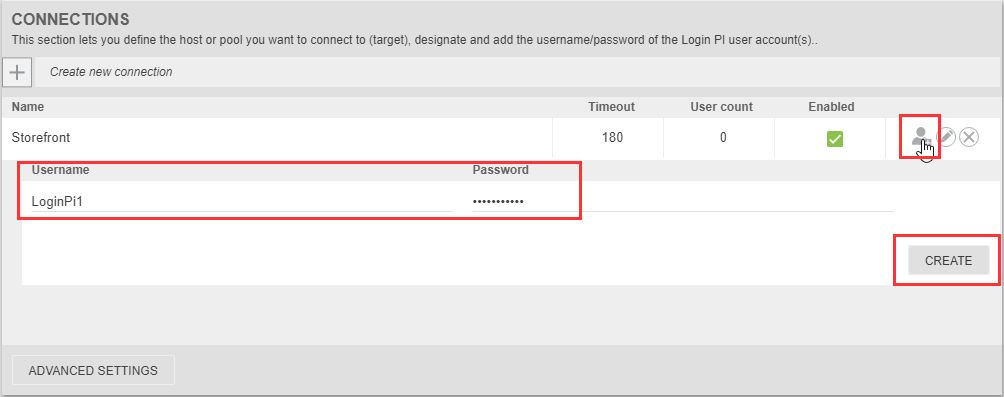 CONNECTIONS
This section lets you define the host or pool you want to connect to (target), designate and add the username/password of the Login PI user account(s)..
Create new connection
Name Timeout User count Enabled
Storefront 180 0
Username Password
LoginPi1 •••••••••••
CREATE
ADVANCED SETTINGS